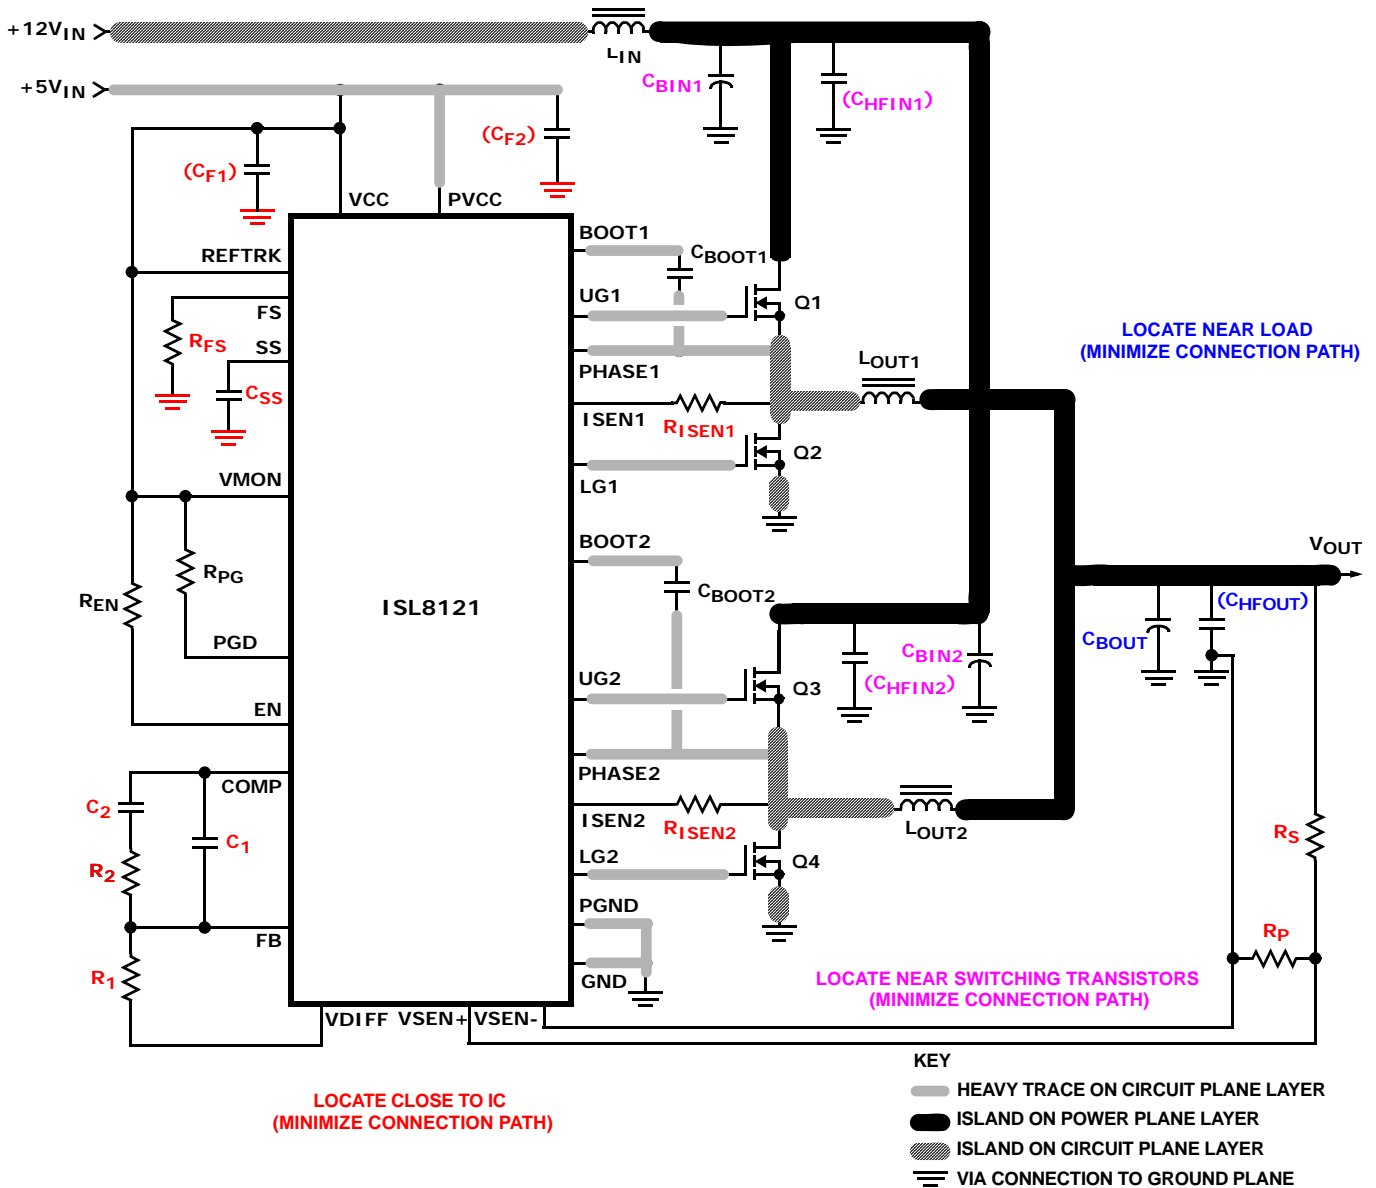 +12VIN
LIN
+5VIN
CBIN1
(CHFIN1)
(CF2)
(CF1)
VCC
PVCC
BOOT1
CBOOT1
REFTRK
UG1
Q1
FS
RFS
SS
PHASE1
LOUT1
LOCATE NEAR LOAD
(MINIMIZE CONNECTION PATH)
CSS
ISEN1
RISEN1
Q2
VMON
LG1
BOOT2
VOUT
RPG
REN
ISL8121
CBOOT2
(CHFOUT)
CBOUT
PGD
CBIN2
(CHFIN2)
UG2
Q3
EN
PHASE2
COMP
C2
C1
ISEN2
RISEN2
LOUT2
RS
R2
LG2
Q4
PGND
FB
RP
R1
GND
LOCATE NEAR SWITCHING TRANSISTORS
(MINIMIZE CONNECTION PATH)
VDIFF
VSEN+
VSEN-
KEY
HEAVY TRACE ON CIRCUIT PLANE LAYER
ISLAND ON POWER PLANE LAYER
ISLAND ON CIRCUIT PLANE LAYER
VIA CONNECTION TO GROUND PLANE
LOCATE CLOSE TO IC
(MINIMIZE CONNECTION PATH)